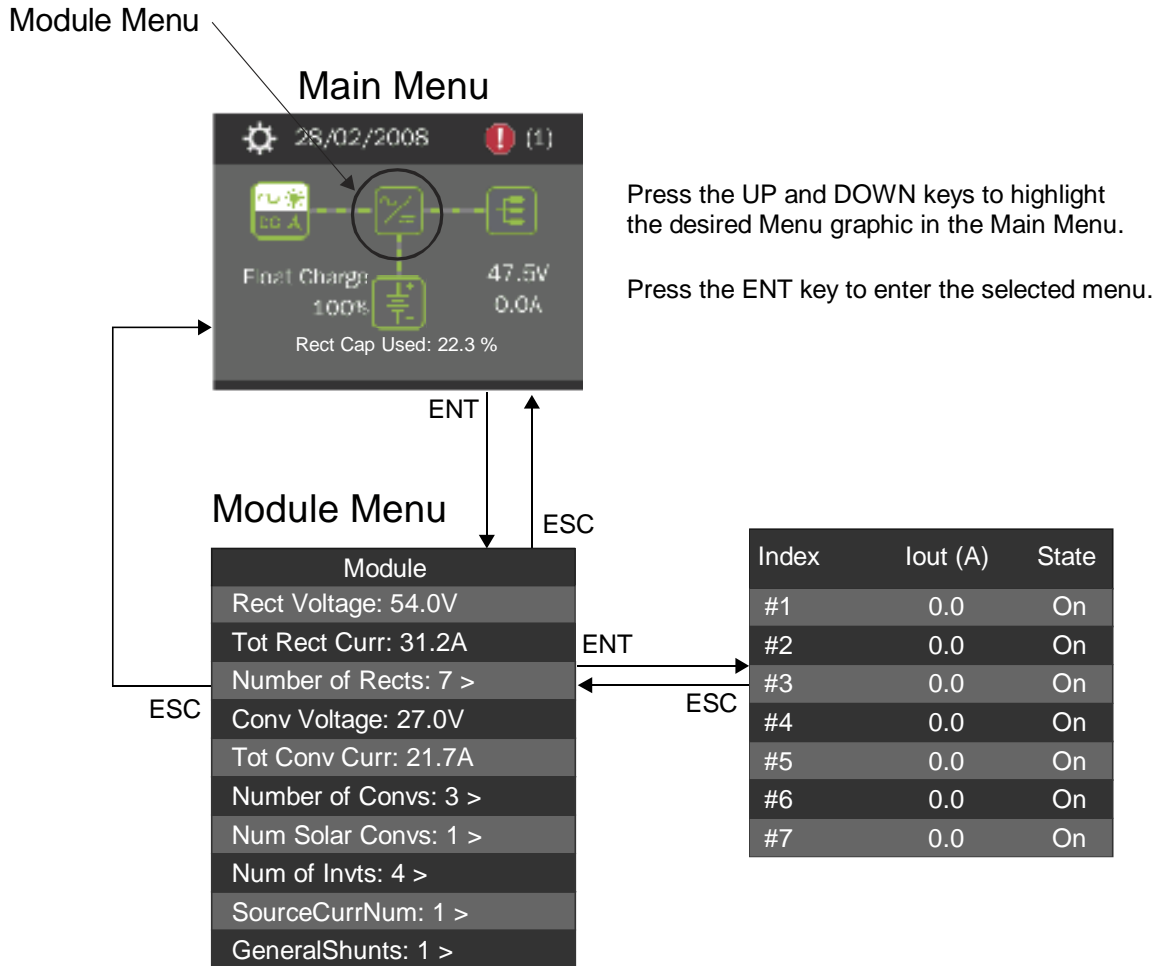 Module Menu
Main Menu
28/02/2008 (1)
Float Charge 47.5V
100% 0.0A
Rect Cap Used: 22.3 %
Press the UP and DOWN keys to highlight
the desired Menu graphic in the Main Menu.
Press the ENT key to enter the selected menu.
ENT
ESC
Module Menu
Module
Rect Voltage: 54.0V
Tot Rect Curr: 31.2A
Number of Rects: 7 >
Conv Voltage: 27.0V
Tot Conv Curr: 21.7A
Number of Convs: 3 >
Num Solar Convs: 1 >
Num of Invts: 4 >
SourceCurrNum: 1 >
GeneralShunts: 1 >
ESC
ENT
ESC
Index Iout (A) State
#1 0.0 On
#2 0.0 On
#3 0.0 On
#4 0.0 On
#5 0.0 On
#6 0.0 On
#7 0.0 On